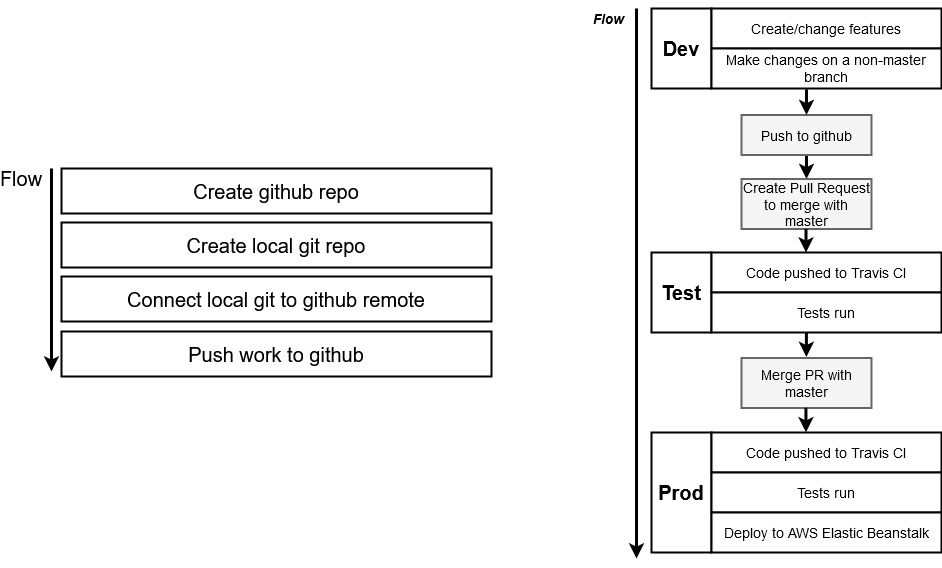 Flow
Create github repo
Create local git repo
Connect local git to github remote
Push work to github
Flow
Dev
Create/change features
Make changes on a non-master
branch
Push to github
Create Pull Request
to merge with
master
Test
Code pushed to Travis CI
Tests run
Merge PR with
master
Prod
Code pushed to Travis CI
Tests run
Deploy to AWS Elastic Beanstalk